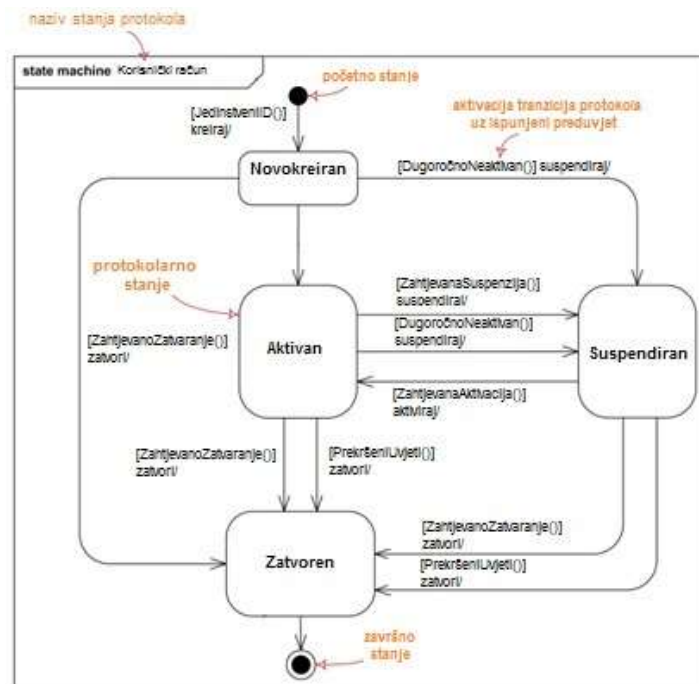 naziv stanja protokola
state machine Korisnički račun
početno stanje
aktivacija tranzicija protokola
uz ispunjeni preduvjet
[JedinstveniID()]
kreiraj/
Novokreiran
[DugoročnoNeaktivan()] suspendiraj/
protokolarno
stanje
[ZahtjevanaSuspenzija()]
suspendiraj/
[DugoročnoNeaktivan()]
suspendiraj/
Aktivan
Suspendiran
[ZahtjevanoZatvaranje()]
zatvori/
[ZahtjevanaAktivacija()]
aktiviraj/
[ZahtjevanoZatvaranje()]
zatvori/
[PrekršeniUvjeti()]
zatvori/
[ZahtjevanoZatvaranje()]
zatvori/
Zatvoren
[PrekršeniUvjeti()]
zatvori/
završno
stanje